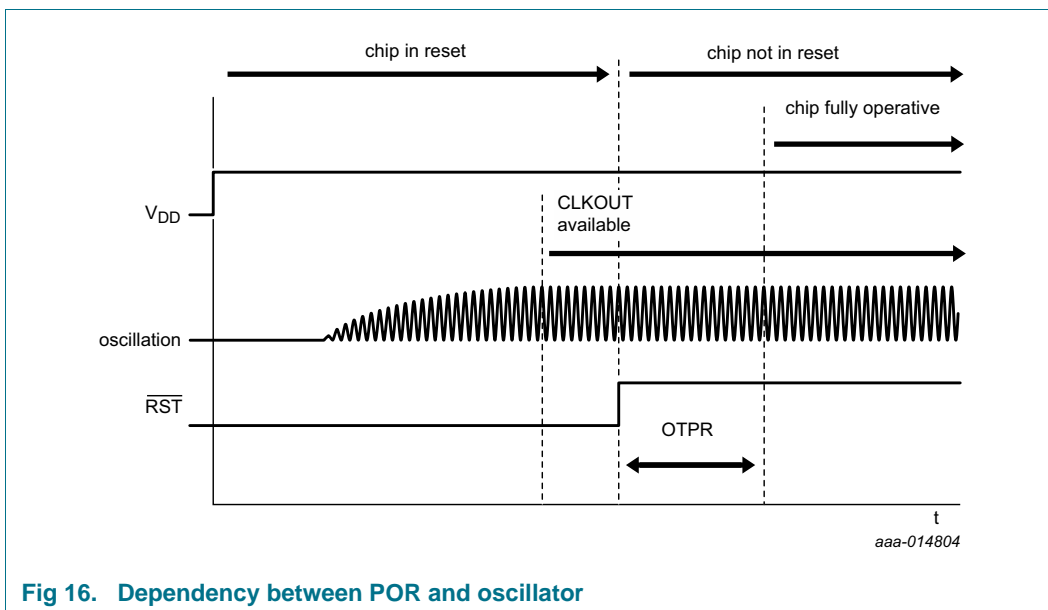 chip in reset
chip not in reset
chip fully operative
VDD
CLKOUT
available
oscillation
RST
OTPR
t
aaa-014804
Fig 16. Dependency between POR and oscillator